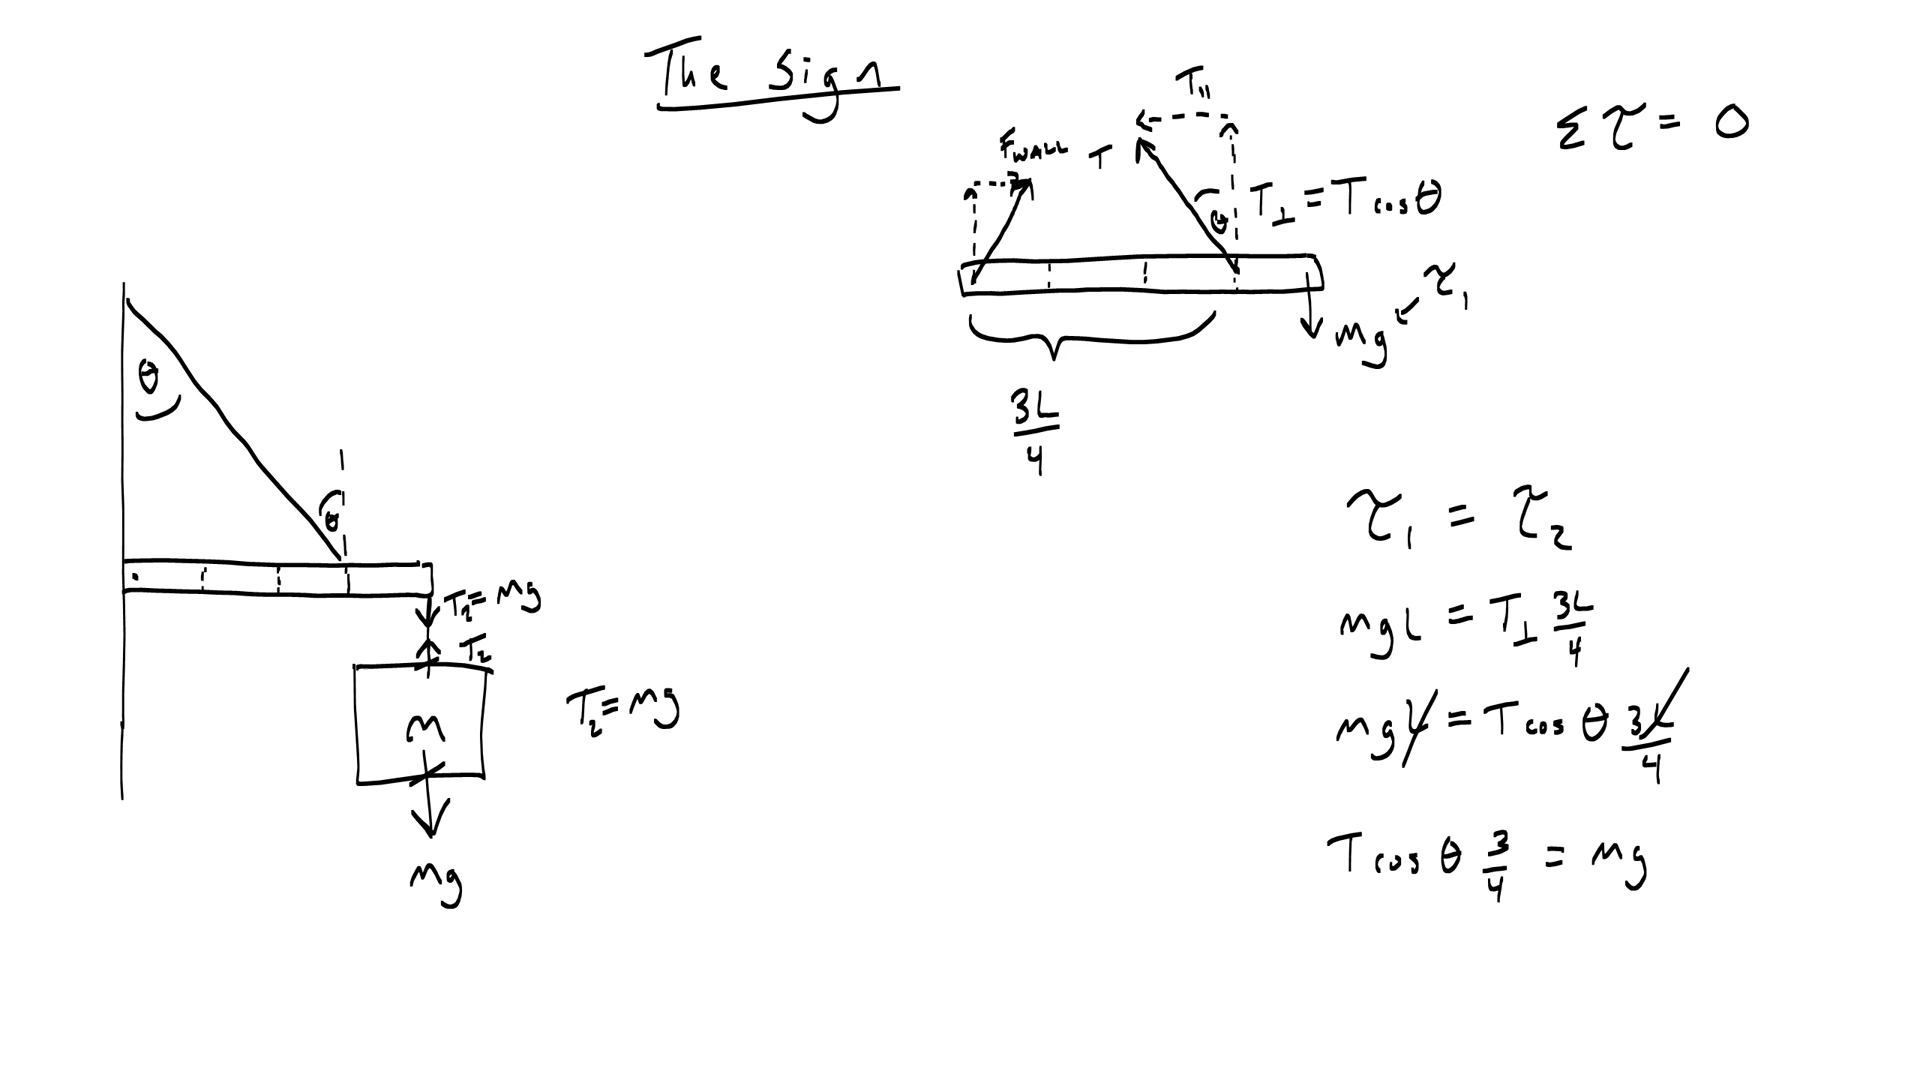 The Sign
T∥
Στ = 0
F_WALL
T
θ
T⊥ = T cos θ
τ₁
mg
3L/4
θ
θ
T₂ = mg
T₂
m
T₂ = mg
mg
τ₁ = τ₂
mgL = T⊥ 3L/4
mgL = T cos θ 3L/4
T cos θ 3/4 = mg